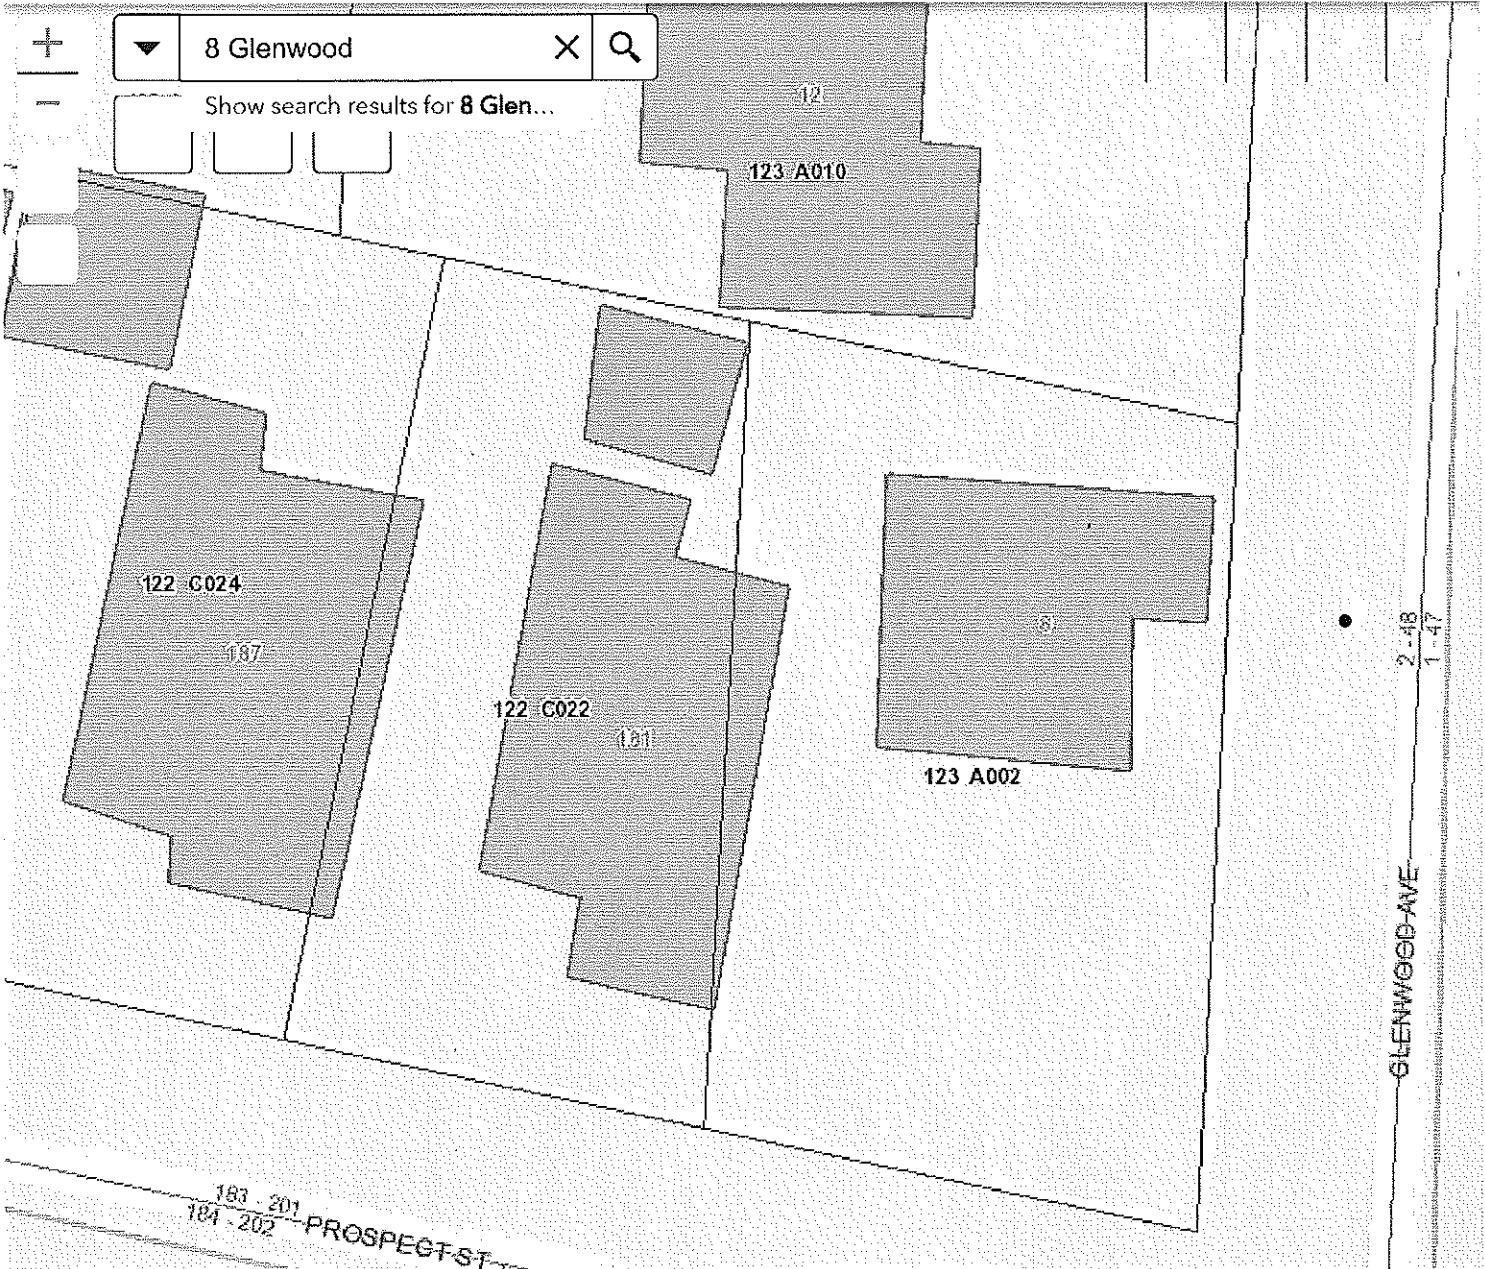 8 Glenwood
Show search results for 8 Glen...
12
123 A010
122 C024
187
122 C022
181
8
123 A002
2 - 48
1 - 47
GLENWOOD AVE
183 - 201
184 - 202
PROSPECT ST